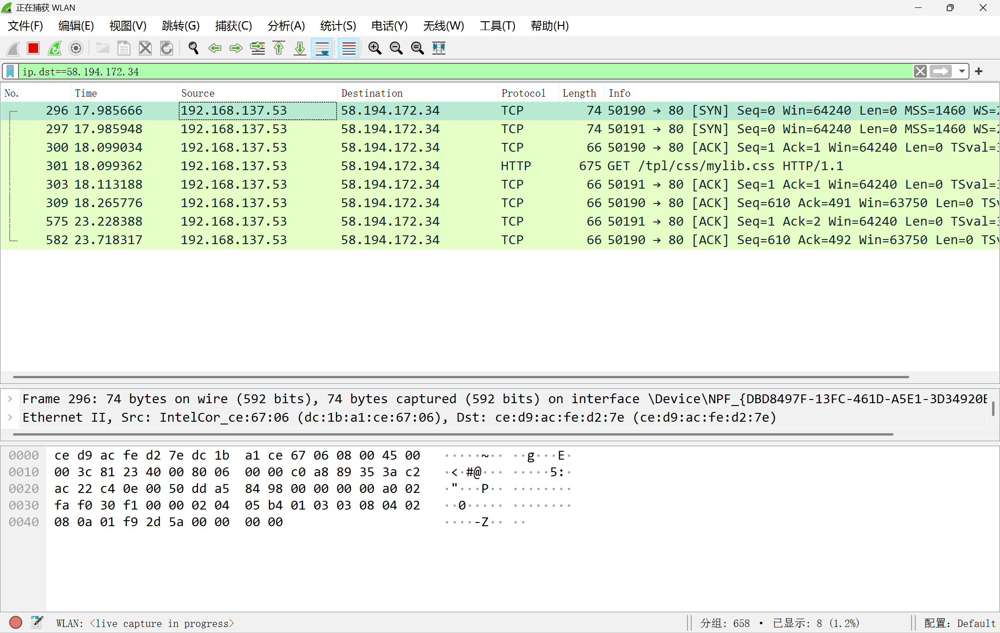 正在捕获 WLAN
文件(F) 编辑(E) 视图(V) 跳转(G) 捕获(C) 分析(A) 统计(S) 电话(Y) 无线(W) 工具(T) 帮助(H)
ip.dst==58.194.172.34
No. Time Source Destination Protocol Length Info
296 17.985666 192.168.137.53 58.194.172.34 TCP 74 50190 → 80 [SYN] Seq=0 Win=64240 Len=0 MSS=1460 WS=
297 17.985948 192.168.137.53 58.194.172.34 TCP 74 50191 → 80 [SYN] Seq=0 Win=64240 Len=0 MSS=1460 WS=
300 18.099034 192.168.137.53 58.194.172.34 TCP 66 50190 → 80 [ACK] Seq=1 Ack=1 Win=64240 Len=0 TSval=
301 18.099362 192.168.137.53 58.194.172.34 HTTP 675 GET /tpl/css/mylib.css HTTP/1.1
303 18.113188 192.168.137.53 58.194.172.34 TCP 66 50191 → 80 [ACK] Seq=1 Ack=1 Win=64240 Len=0 TSval=
309 18.265776 192.168.137.53 58.194.172.34 TCP 66 50190 → 80 [ACK] Seq=610 Ack=491 Win=63750 Len=0 TS
575 23.228388 192.168.137.53 58.194.172.34 TCP 66 50191 → 80 [ACK] Seq=1 Ack=2 Win=64240 Len=0 TSval=
582 23.718317 192.168.137.53 58.194.172.34 TCP 66 50190 → 80 [ACK] Seq=610 Ack=492 Win=63750 Len=0 TS
Frame 296: 74 bytes on wire (592 bits), 74 bytes captured (592 bits) on interface \Device\NPF_{DBD8497F-13FC-461D-A5E1-3D34920
Ethernet II, Src: IntelCor_ce:67:06 (dc:1b:a1:ce:67:06), Dst: ce:d9:ac:fe:d2:7e (ce:d9:ac:fe:d2:7e)
0000 ce d9 ac fe d2 7e dc 1b a1 ce 67 06 08 00 45 00 ·····~·· ··g···E·
0010 00 3c 81 23 40 00 80 06 00 00 c0 a8 89 35 3a c2 ·<·#@··· ·····5:·
0020 ac 22 c4 0e 00 50 dd a5 84 98 00 00 00 00 a0 02 ·"···P·· ········
0030 fa f0 30 f1 00 00 02 04 05 b4 01 03 03 08 04 02 ··0····· ········
0040 08 0a 01 f9 2d 5a 00 00 00 00 ····-Z·· ··
WLAN: <live capture in progress> 分组: 658 · 已显示: 8 (1.2%) 配置: Default